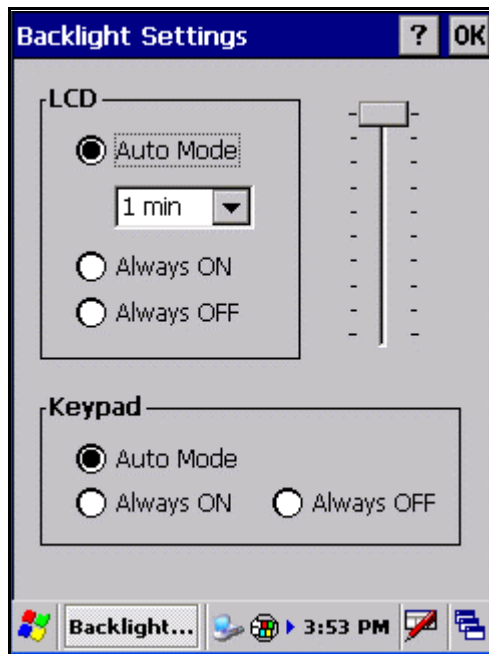 Backlight Settings ? OK
LCD
Auto Mode
1 min
Always ON
Always OFF
Keypad
Auto Mode
Always ON Always OFF
Backlight... 3:53 PM